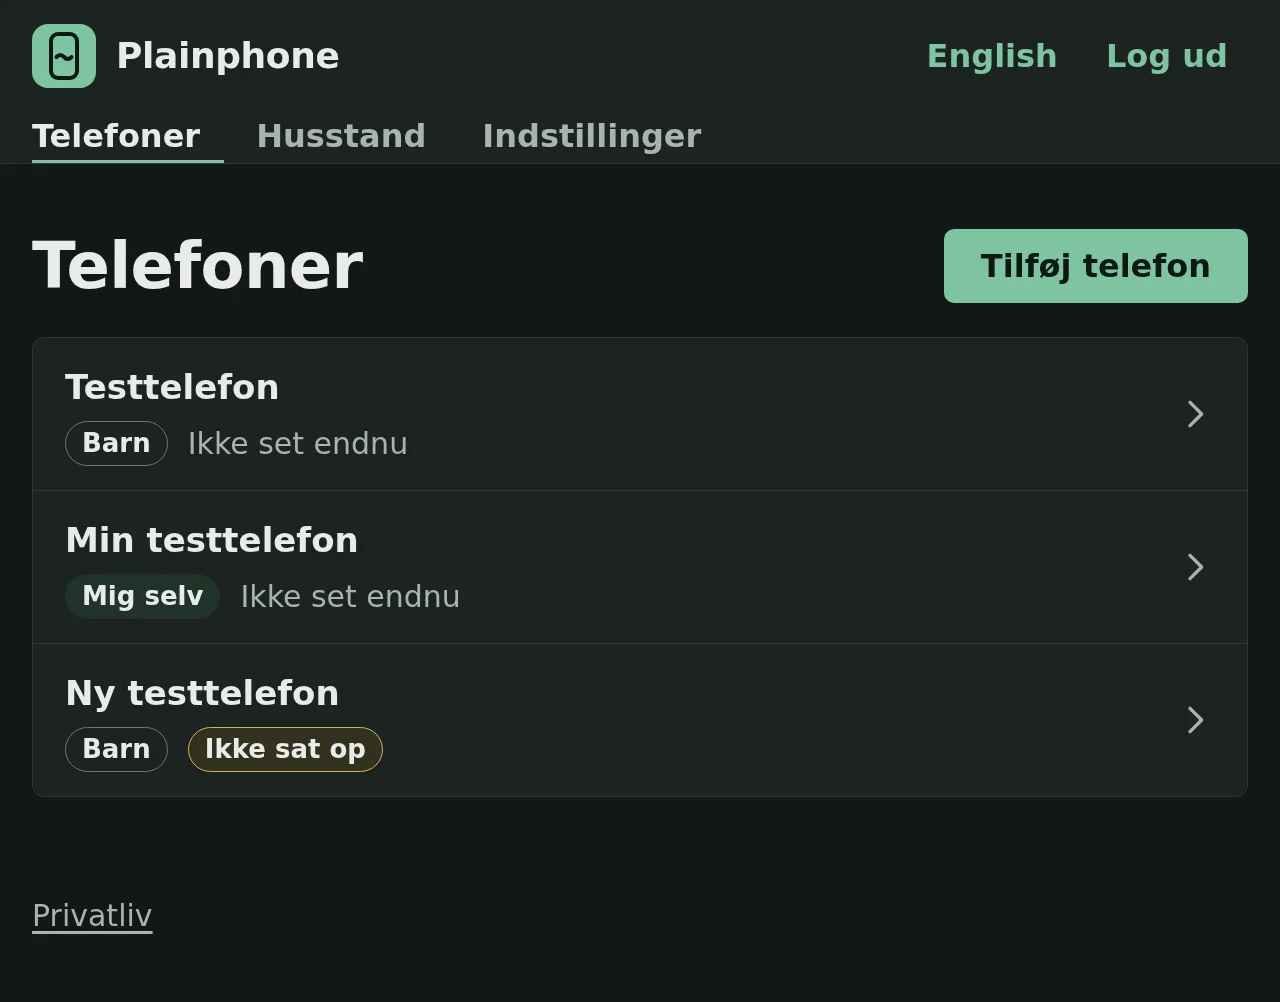 Plainphone
English
Log ud
Telefoner
Husstand
Indstillinger
Telefoner
Tilføj telefon
Testtelefon
Barn
Ikke set endnu
Min testtelefon
Mig selv
Ikke set endnu
Ny testtelefon
Barn
Ikke sat op
Privatliv